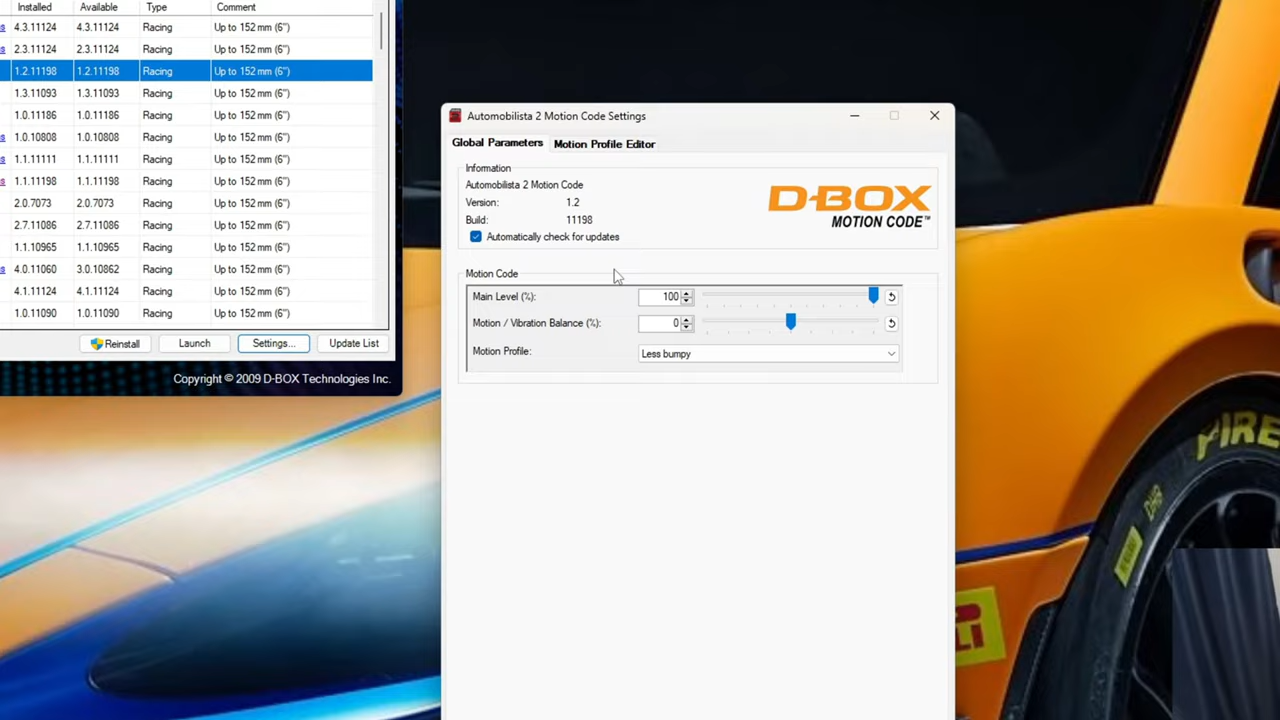 Installed Available Type Comment
4.3.11124 4.3.11124 Racing Up to 152 mm (6")
2.3.11124 2.3.11124 Racing Up to 152 mm (6")
1.2.11198 1.2.11198 Racing Up to 152 mm (6")
1.3.11093 1.3.11093 Racing Up to 152 mm (6")
1.0.11186 1.0.11186 Racing Up to 152 mm (6")
1.0.10808 1.0.10808 Racing Up to 152 mm (6")
1.1.11111 1.1.11111 Racing Up to 152 mm (6")
1.1.11198 1.1.11198 Racing Up to 152 mm (6")
2.0.7073 2.0.7073 Racing Up to 152 mm (6")
2.7.11086 2.7.11086 Racing Up to 152 mm (6")
1.1.10965 1.1.10965 Racing Up to 152 mm (6")
4.0.11060 3.0.10862 Racing Up to 152 mm (6")
4.1.11124 4.1.11124 Racing Up to 152 mm (6")
1.0.11090 1.0.11090 Racing Up to 152 mm (6")
Reinstall Launch Settings... Update List
Copyright © 2009 D-BOX Technologies Inc.
Automobilista 2 Motion Code Settings
Global Parameters Motion Profile Editor
Information
Automobilista 2 Motion Code
Version: 1.2
Build: 11198
Automatically check for updates
D-BOX
MOTION CODE™
Motion Code
Main Level (%): 100
Motion / Vibration Balance (%): 0
Motion Profile: Less bumpy
PIRE
DHB
LI